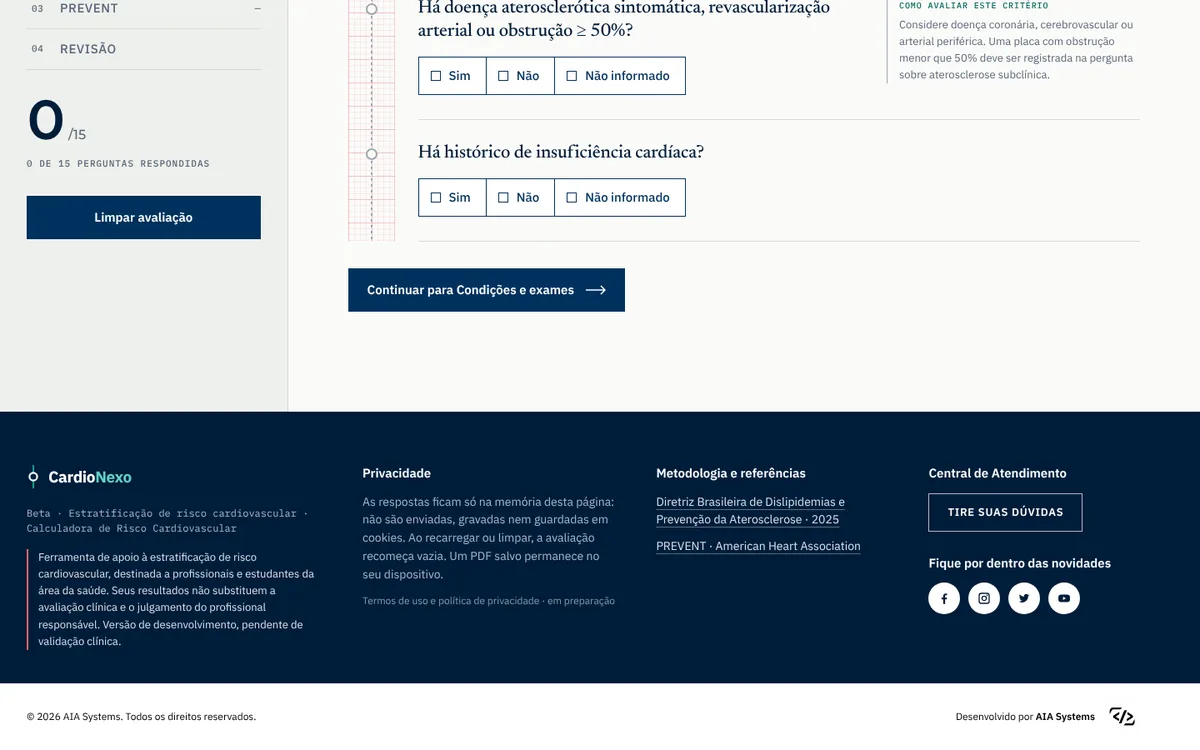 03 PREVENT –
04 REVISÃO
0 /15
0 DE 15 PERGUNTAS RESPONDIDAS
Limpar avaliação
Há doença aterosclerótica sintomática, revascularização
arterial ou obstrução ≥ 50%?
Sim Não Não informado
COMO AVALIAR ESTE CRITÉRIO
Considere doença coronária, cerebrovascular ou
arterial periférica. Uma placa com obstrução
menor que 50% deve ser registrada na pergunta
sobre aterosclerose subclínica.
Há histórico de insuficiência cardíaca?
Sim Não Não informado
Continuar para Condições e exames →
CardioNexo
Beta · Estratificação de risco cardiovascular ·
Calculadora de Risco Cardiovascular
Ferramenta de apoio à estratificação de risco
cardiovascular, destinada a profissionais e estudantes da
área da saúde. Seus resultados não substituem a
avaliação clínica e o julgamento do profissional
responsável. Versão de desenvolvimento, pendente de
validação clínica.
Privacidade
As respostas ficam só na memória desta página:
não são enviadas, gravadas nem guardadas em
cookies. Ao recarregar ou limpar, a avaliação
recomeça vazia. Um PDF salvo permanece no
seu dispositivo.
Termos de uso e política de privacidade · em preparação
Metodologia e referências
Diretriz Brasileira de Dislipidemias e
Prevenção da Aterosclerose · 2025
PREVENT · American Heart Association
Central de Atendimento
TIRE SUAS DÚVIDAS
Fique por dentro das novidades
© 2026 AIA Systems. Todos os direitos reservados.
Desenvolvido por AIA Systems